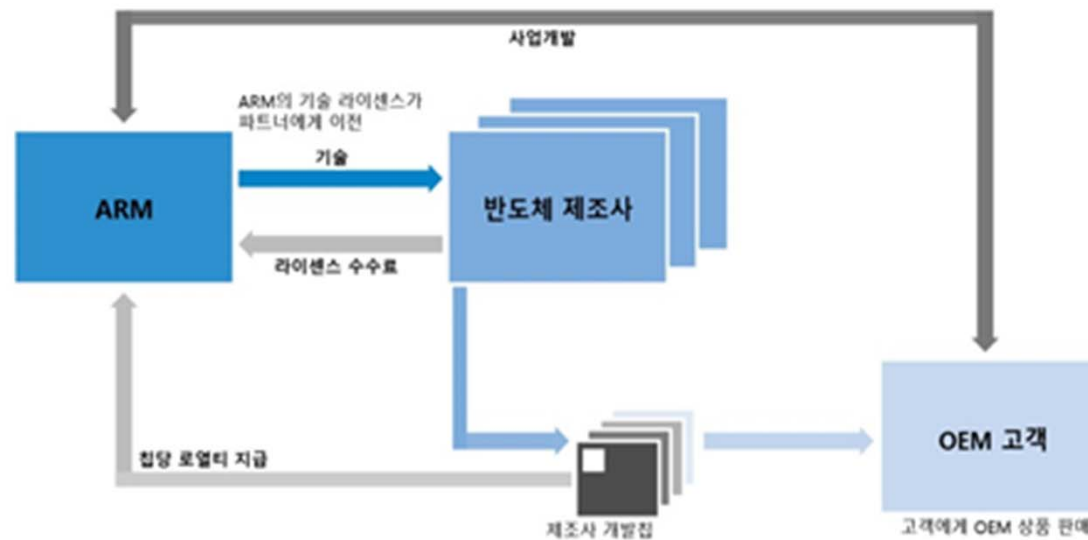 사업개발
ARM의 기술 라이센스가
파트너에게 이전
기술
ARM
반도체 제조사
라이센스 수수료
OEM 고객
칩당 로열티 지급
제조사 개발칩
고객에게 OEM 상품 판매